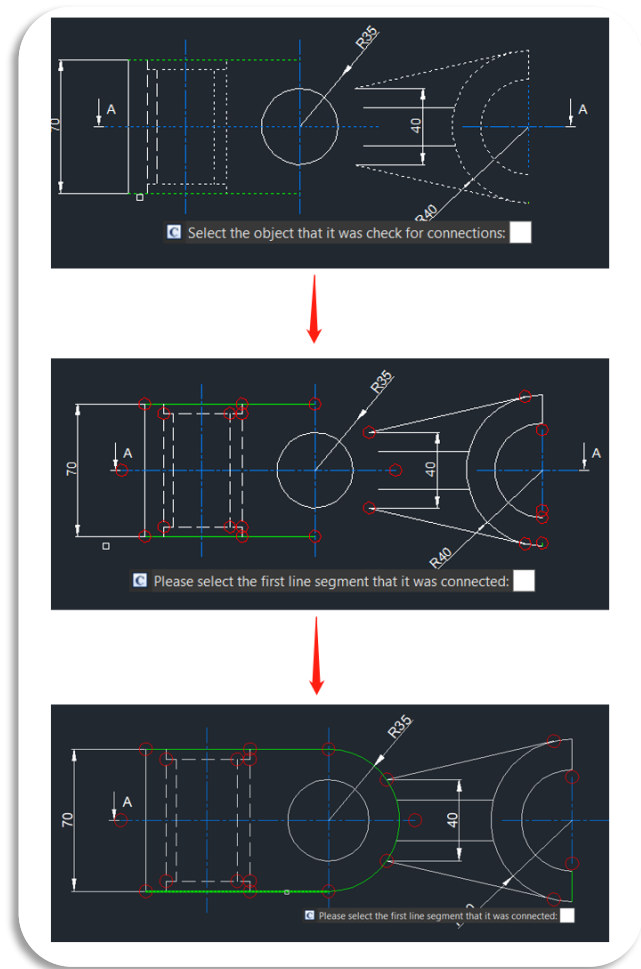 R35
A
A
70
40
R40
C Select the object that it was check for connections:
R35
A
A
70
40
R40
C Please select the first line segment that it was connected:
R35
A
70
40
C Please select the first line segment that it was connected: